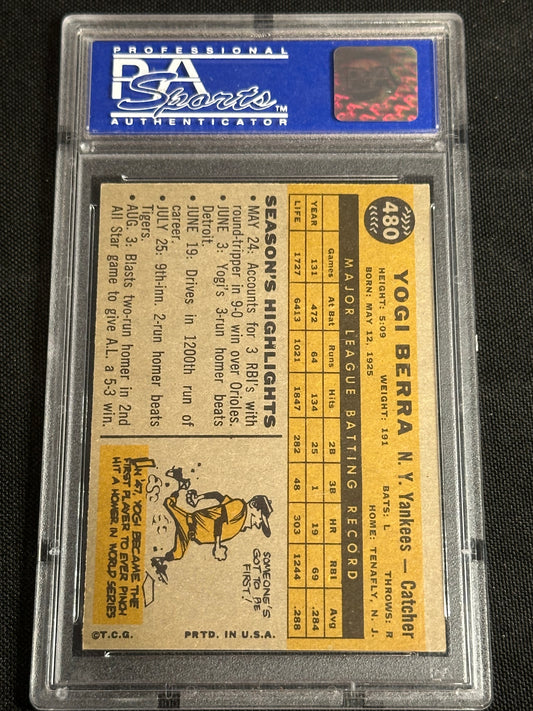 PROFESSIONAL
PSA
Sports™
AUTHENTICATOR
PSA
480
YOGI BERRA N. Y. Yankees — Catcher
HEIGHT: 5:09 WEIGHT: 191 BATS: L THROWS: R
BORN: MAY 12, 1925 HOME: TENAFLY, N. J.
MAJOR LEAGUE BATTING RECORD
Games At Bat Runs Hits 2B 3B HR RBI Avg
YEAR 131 472 64 134 25 1 19 69 .284
LIFE 1727 6413 1021 1847 282 48 303 1244 .288
SEASON'S HIGHLIGHTS
• MAY 24: Accounts for 3 RBI's with
round-tripper in 9-0 win over Orioles.
• JUNE 3: Yogi's 3-run homer beats
Detroit.
• JUNE 19: Drives in 1200th run of
career.
• JULY 25: 9th-inn. 2-run homer beats
Tigers.
• AUG. 3: Blasts two-run homer in 2nd
All Star game to give A.L. a 5-3 win.
SOMEONE'S
GOT TO BE
FIRST!
IN '47, YOGI BECAME THE
FIRST PLAYER TO EVER PINCH
HIT A HOMER IN WORLD SERIES
©T.C.G. PRTD. IN U.S.A.